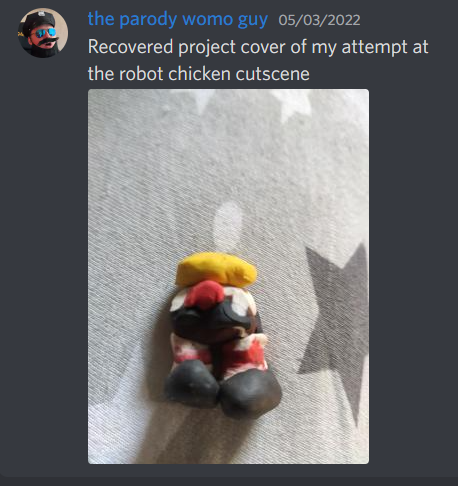 the parody womo guy 05/03/2022
Recovered project cover of my attempt at
the robot chicken cutscene